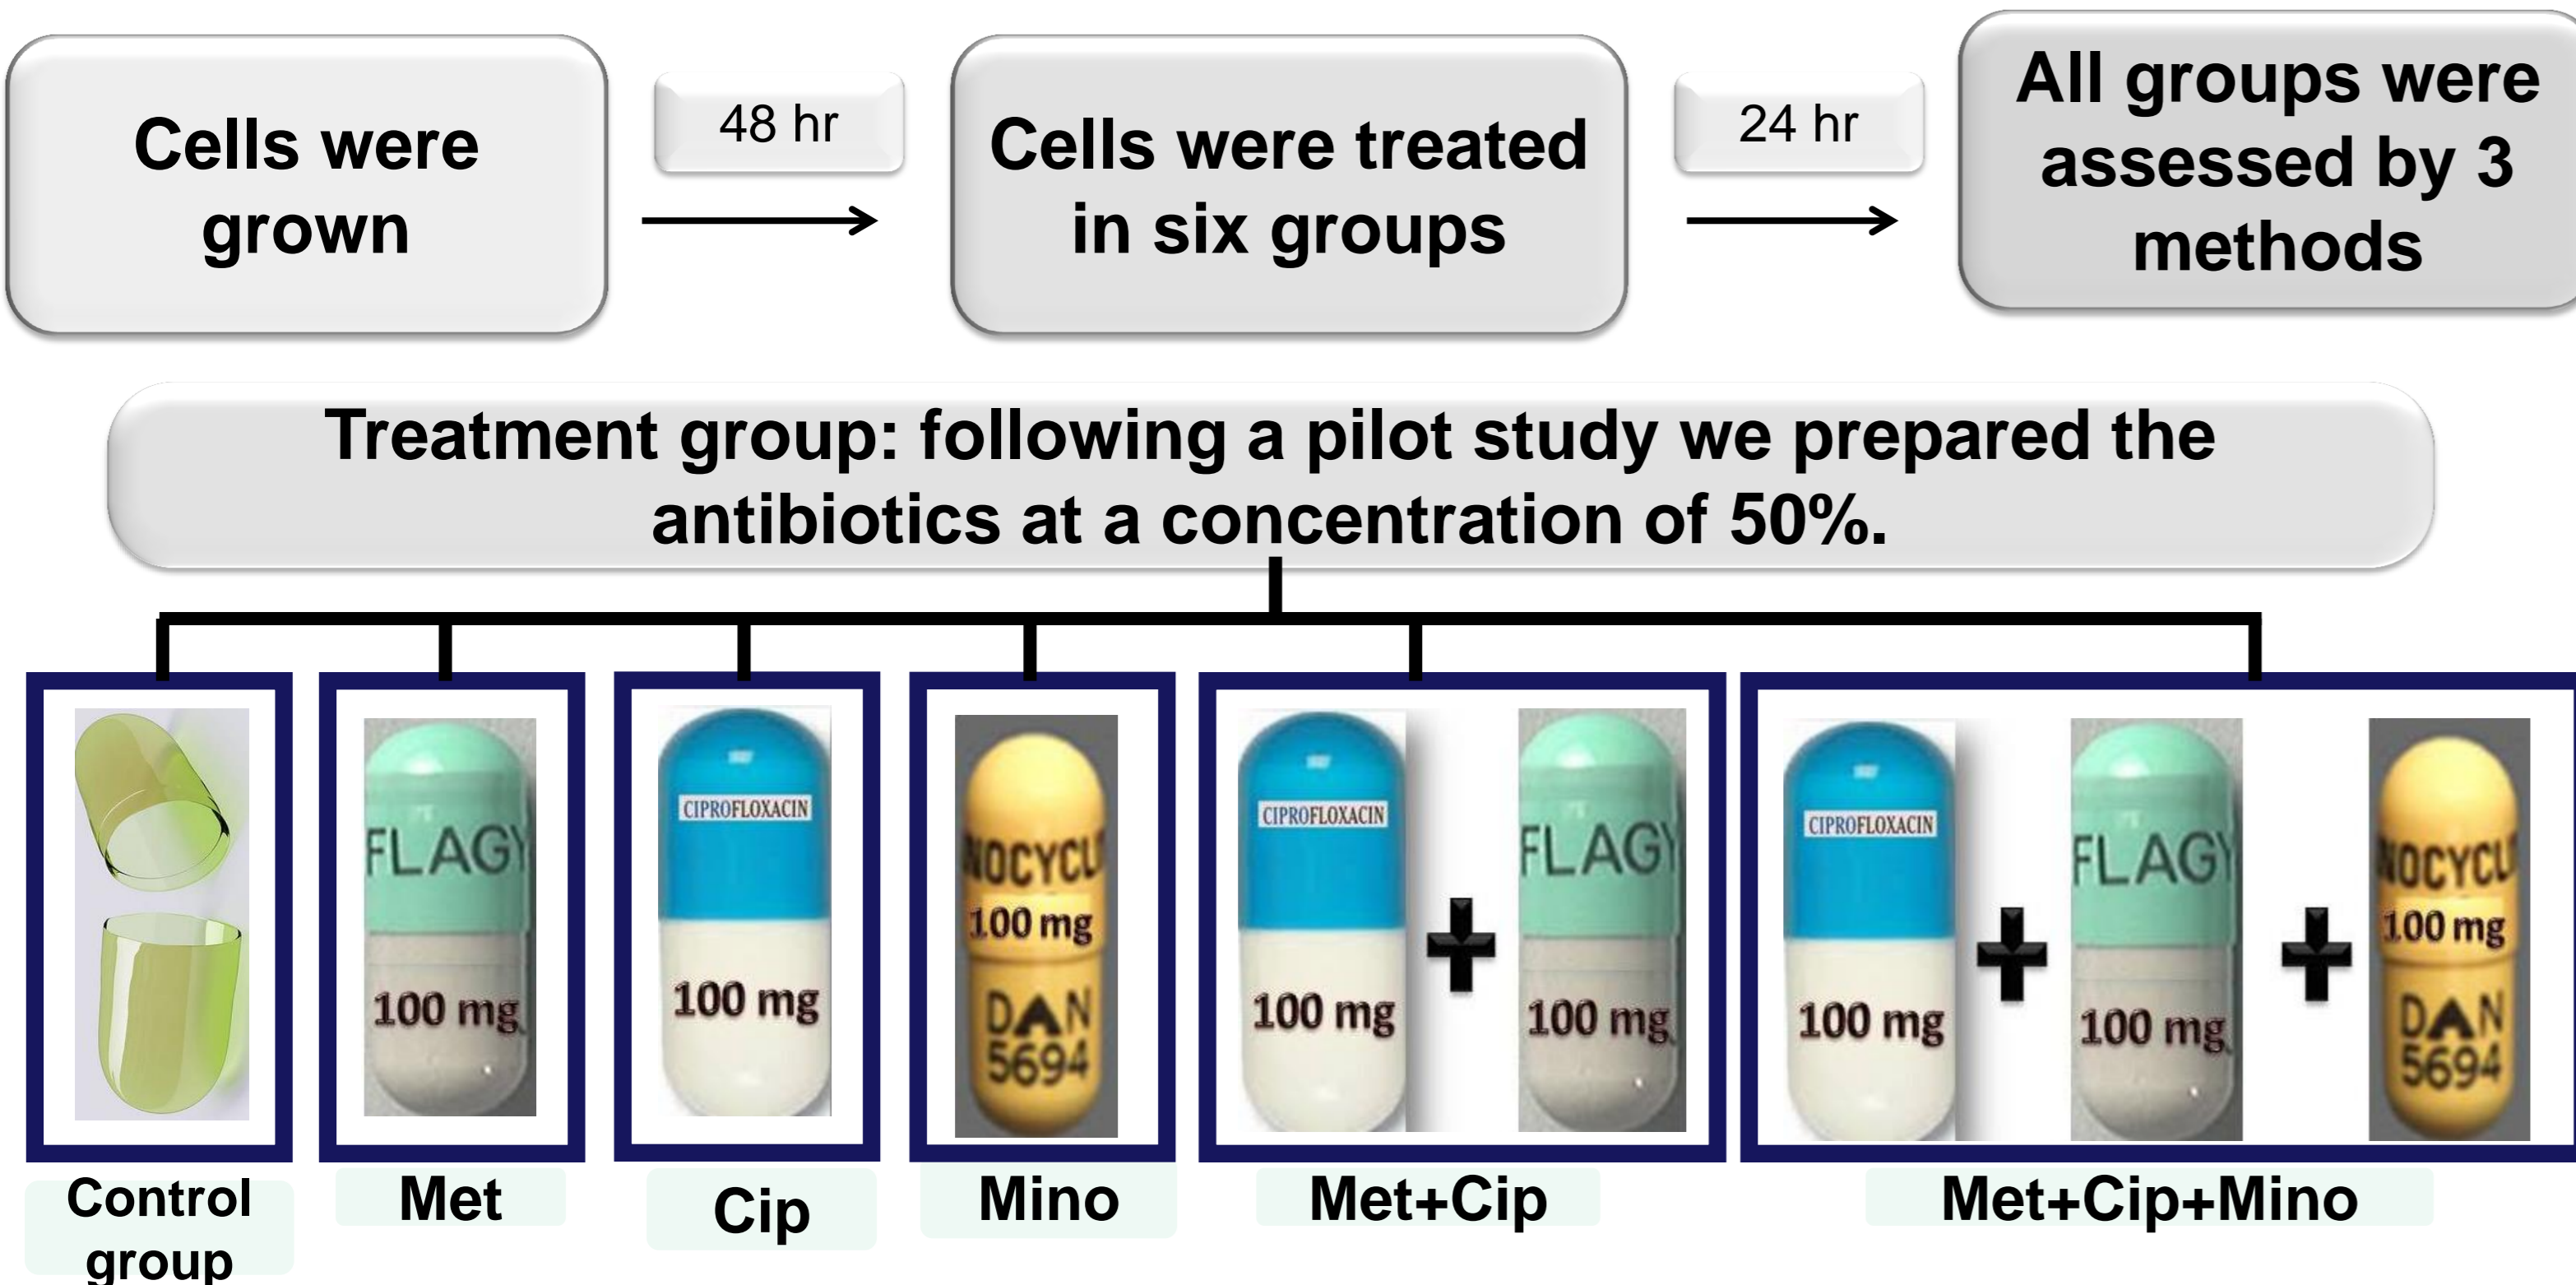 Cells were
grown
48 hr
Cells were treated
in six groups
24 hr
All groups were
assessed by 3
methods
Treatment group: following a pilot study we prepared the
antibiotics at a concentration of 50%.
FLAGY
100 mg
CIPROFLOXACIN
100 mg
NOCYCLI
100 mg
DAN
5694
CIPROFLOXACIN
100 mg
FLAGY
100 mg
CIPROFLOXACIN
100 mg
FLAGY
100 mg
NOCYCLI
100 mg
DAN
5694
Control
group
Met
Cip
Mino
Met+Cip
Met+Cip+Mino